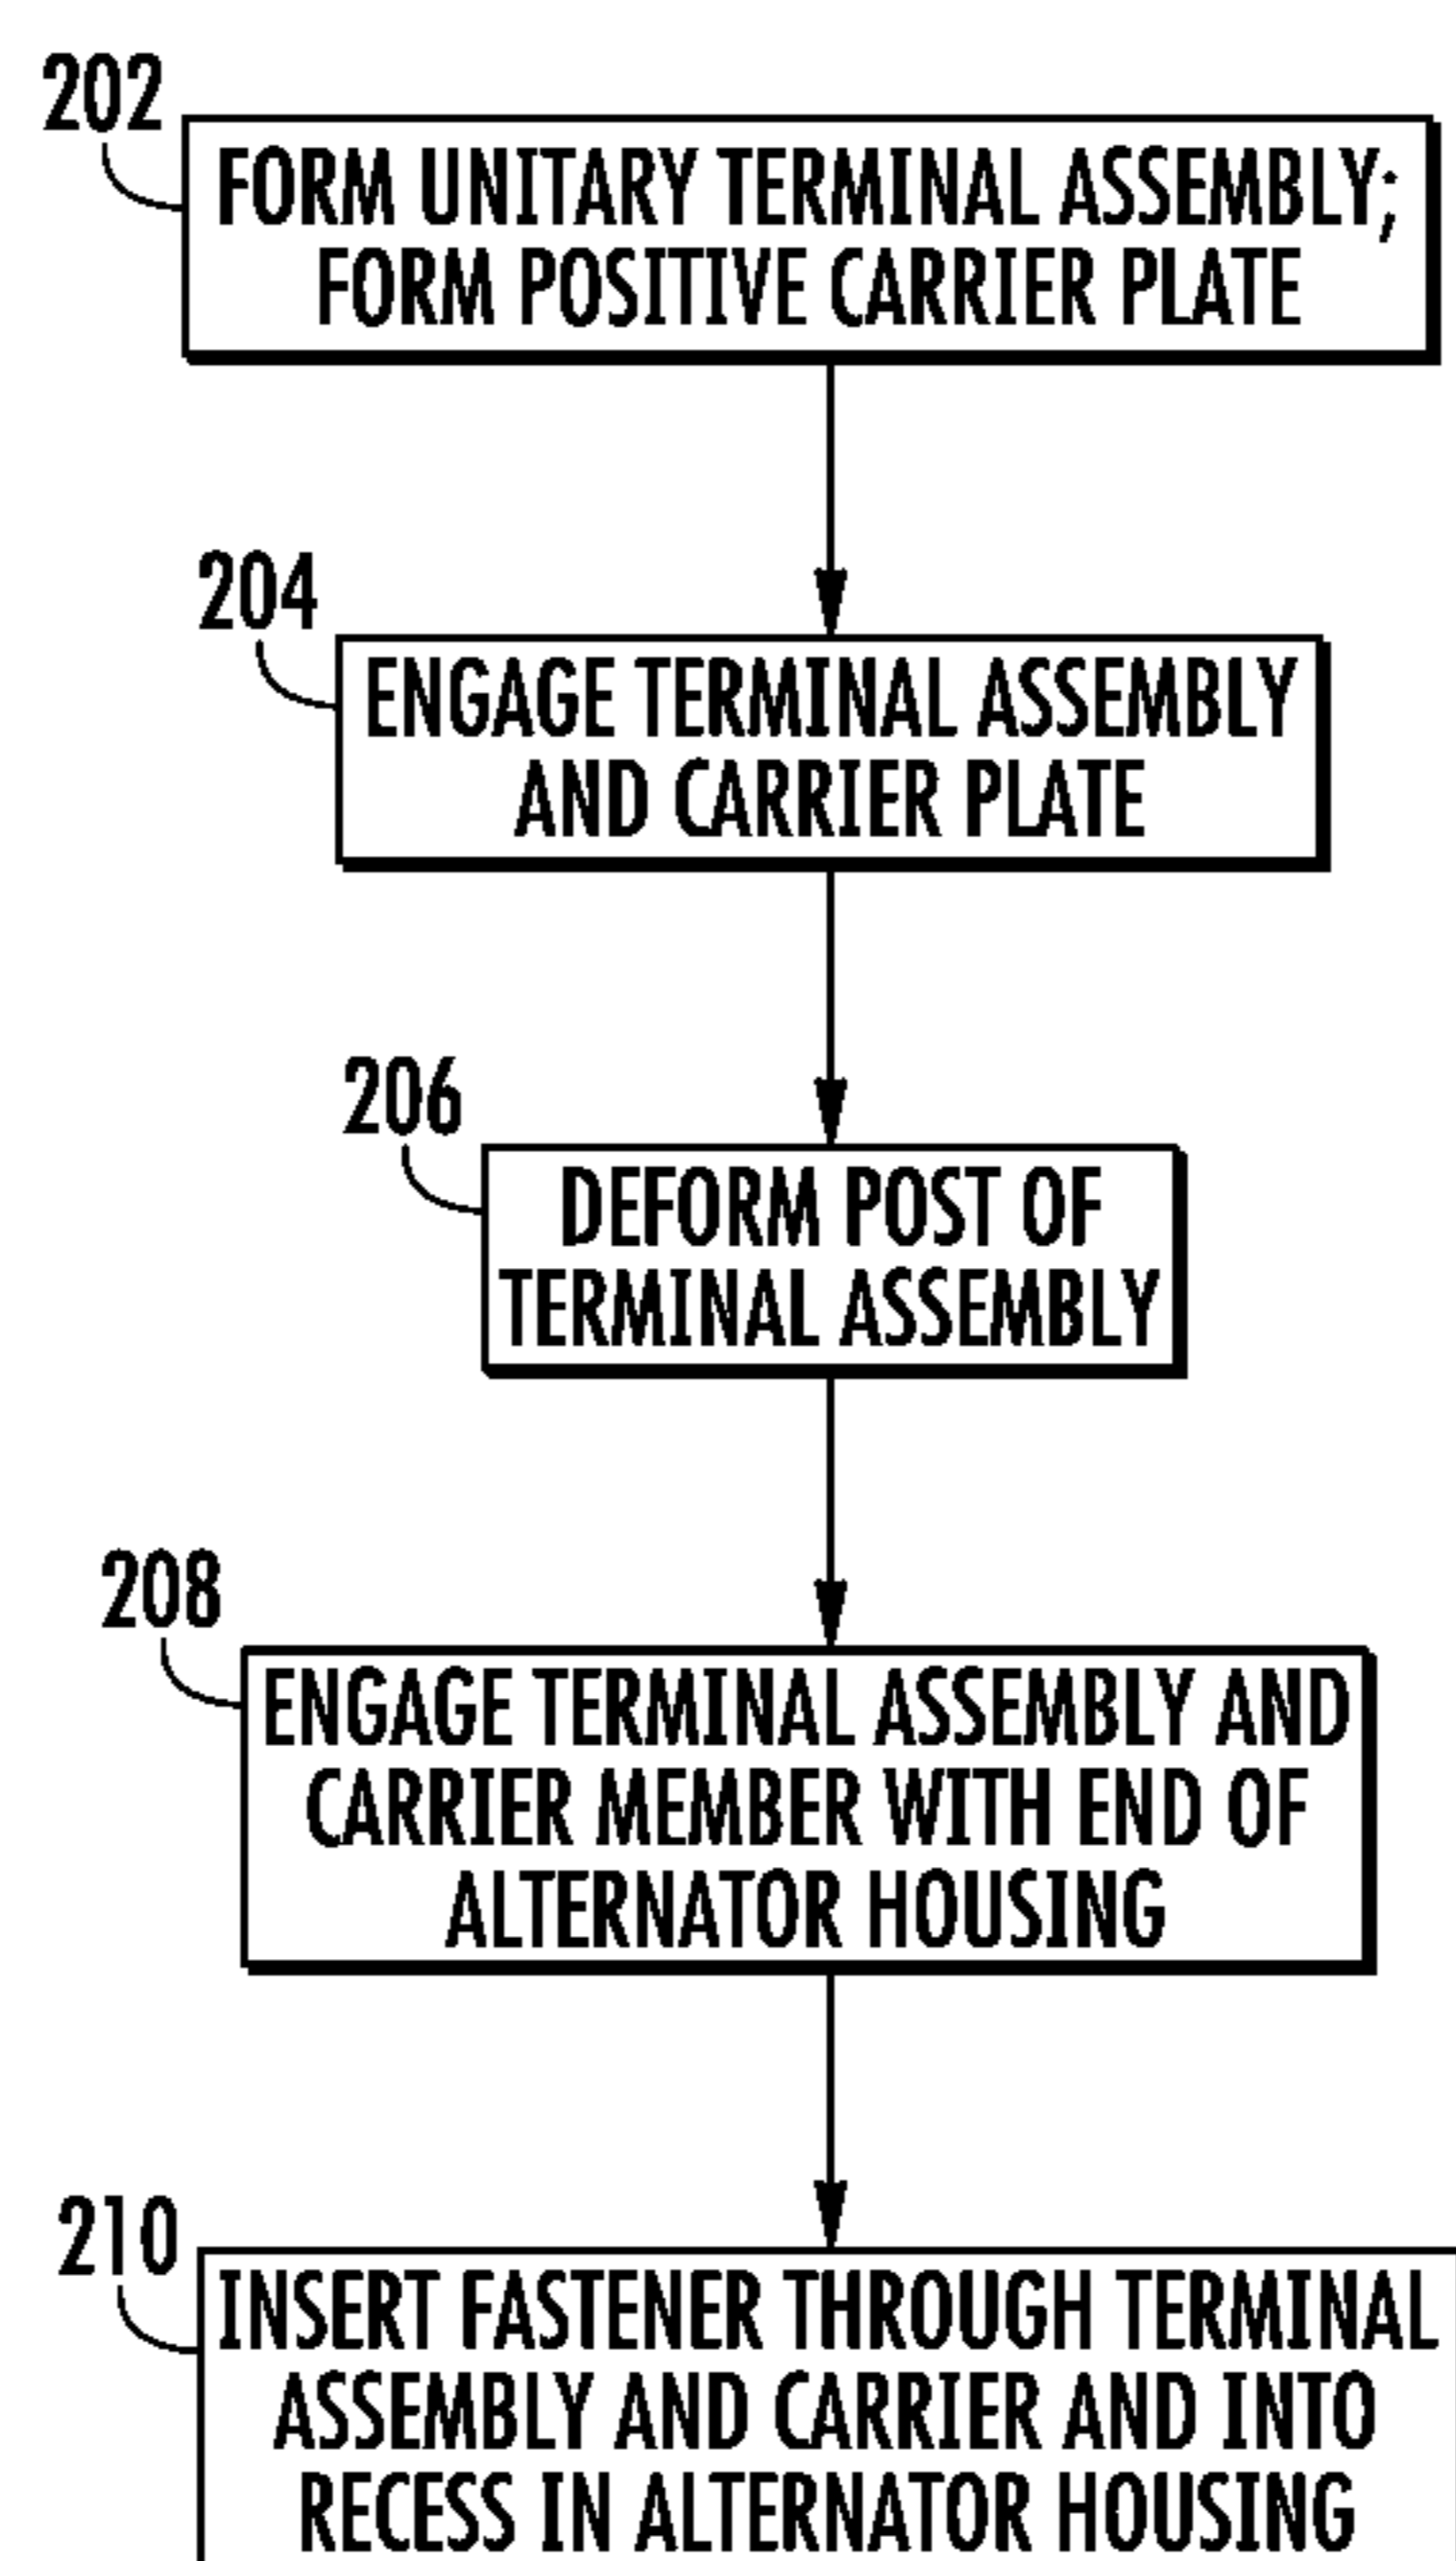 202
FORM UNITARY TERMINAL ASSEMBLY;
FORM POSITIVE CARRIER PLATE
204
ENGAGE TERMINAL ASSEMBLY
AND CARRIER PLATE
206
DEFORM POST OF
TERMINAL ASSEMBLY
208
ENGAGE TERMINAL ASSEMBLY AND
CARRIER MEMBER WITH END OF
ALTERNATOR HOUSING
210
INSERT FASTENER THROUGH TERMINAL
ASSEMBLY AND CARRIER AND INTO
RECESS IN ALTERNATOR HOUSING